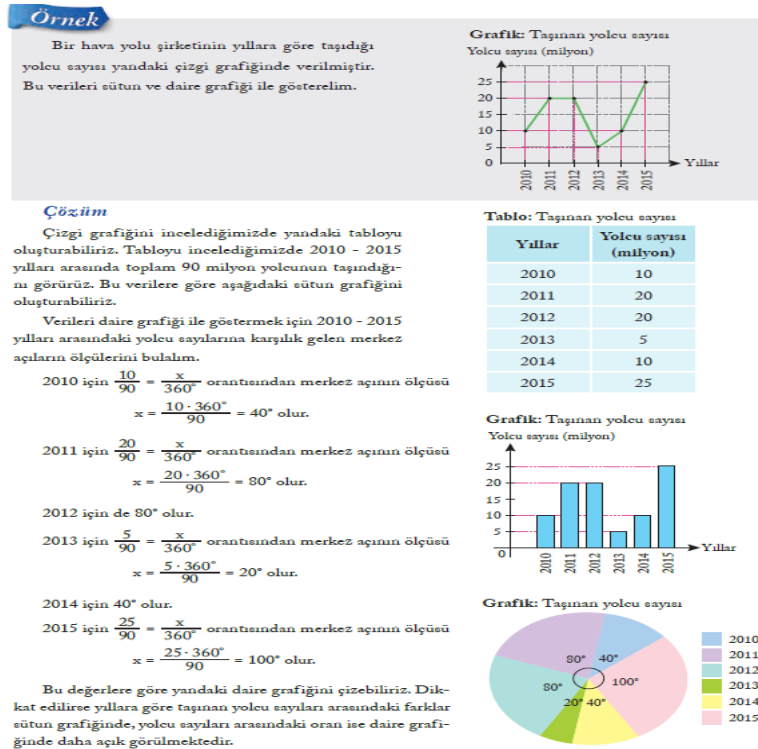 Örnek
Bir hava yolu şirketinin yıllara göre taşıdığı
yolcu sayısı yandaki çizgi grafiğinde verilmiştir.
Bu verileri sütun ve daire grafiği ile gösterelim.
Grafik: Taşınan yolcu sayısı
Yolcu sayısı (milyon)
25
20
15
10
5
0
Yıllar
2010 2011 2012 2013 2014 2015
Çözüm
Çizgi grafiğini incelediğimizde yandaki tabloyu
oluşturabiliriz. Tabloyu incelediğimizde 2010 - 2015
yılları arasında toplam 90 milyon yolcunun taşındığı-
nı görürüz. Bu verilere göre aşağıdaki sütun grafiğini
oluşturabiliriz.
Verileri daire grafiği ile göstermek için 2010 - 2015
yılları arasındaki yolcu sayılarına karşılık gelen merkez
açıların ölçülerini bulalım.
2010 için 10/90 = x/360° orantısından merkez açının ölçüsü
x = 10 · 360°/90 = 40° olur.
2011 için 20/90 = x/360° orantısından merkez açının ölçüsü
x = 20 · 360°/90 = 80° olur.
2012 için de 80° olur.
2013 için 5/90 = x/360° orantısından merkez açının ölçüsü
x = 5 · 360°/90 = 20° olur.
2014 için 40° olur.
2015 için 25/90 = x/360° orantısından merkez açının ölçüsü
x = 25 · 360°/90 = 100° olur.
Bu değerlere göre yandaki daire grafiğini çizebiliriz. Dik-
kat edilirse yıllara göre taşınan yolcu sayıları arasındaki farklar
sütun grafiğinde, yolcu sayıları arasındaki oran ise daire grafi-
ğinde daha açık görülmektedir.
Tablo: Taşınan yolcu sayısı
Yıllar Yolcu sayısı
(milyon)
2010 10
2011 20
2012 20
2013 5
2014 10
2015 25
Grafik: Taşınan yolcu sayısı
Yolcu sayısı (milyon)
25
20
15
10
5
0
Yıllar
2010 2011 2012 2013 2014 2015
Grafik: Taşınan yolcu sayısı
80° 40°
100°
80°
20° 40°
2010
2011
2012
2013
2014
2015